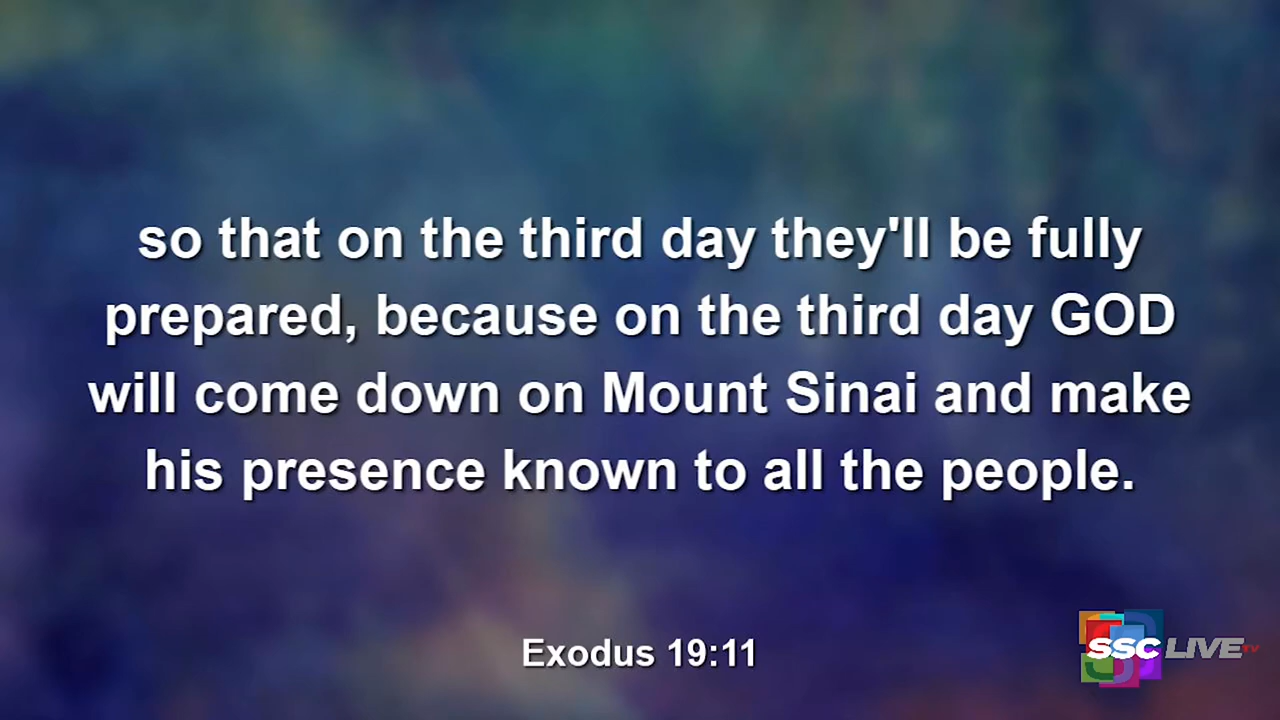 so that on the third day they'll be fully
prepared, because on the third day GOD
will come down on Mount Sinai and make
his presence known to all the people.
Exodus 19:11
SSC LIVE TV